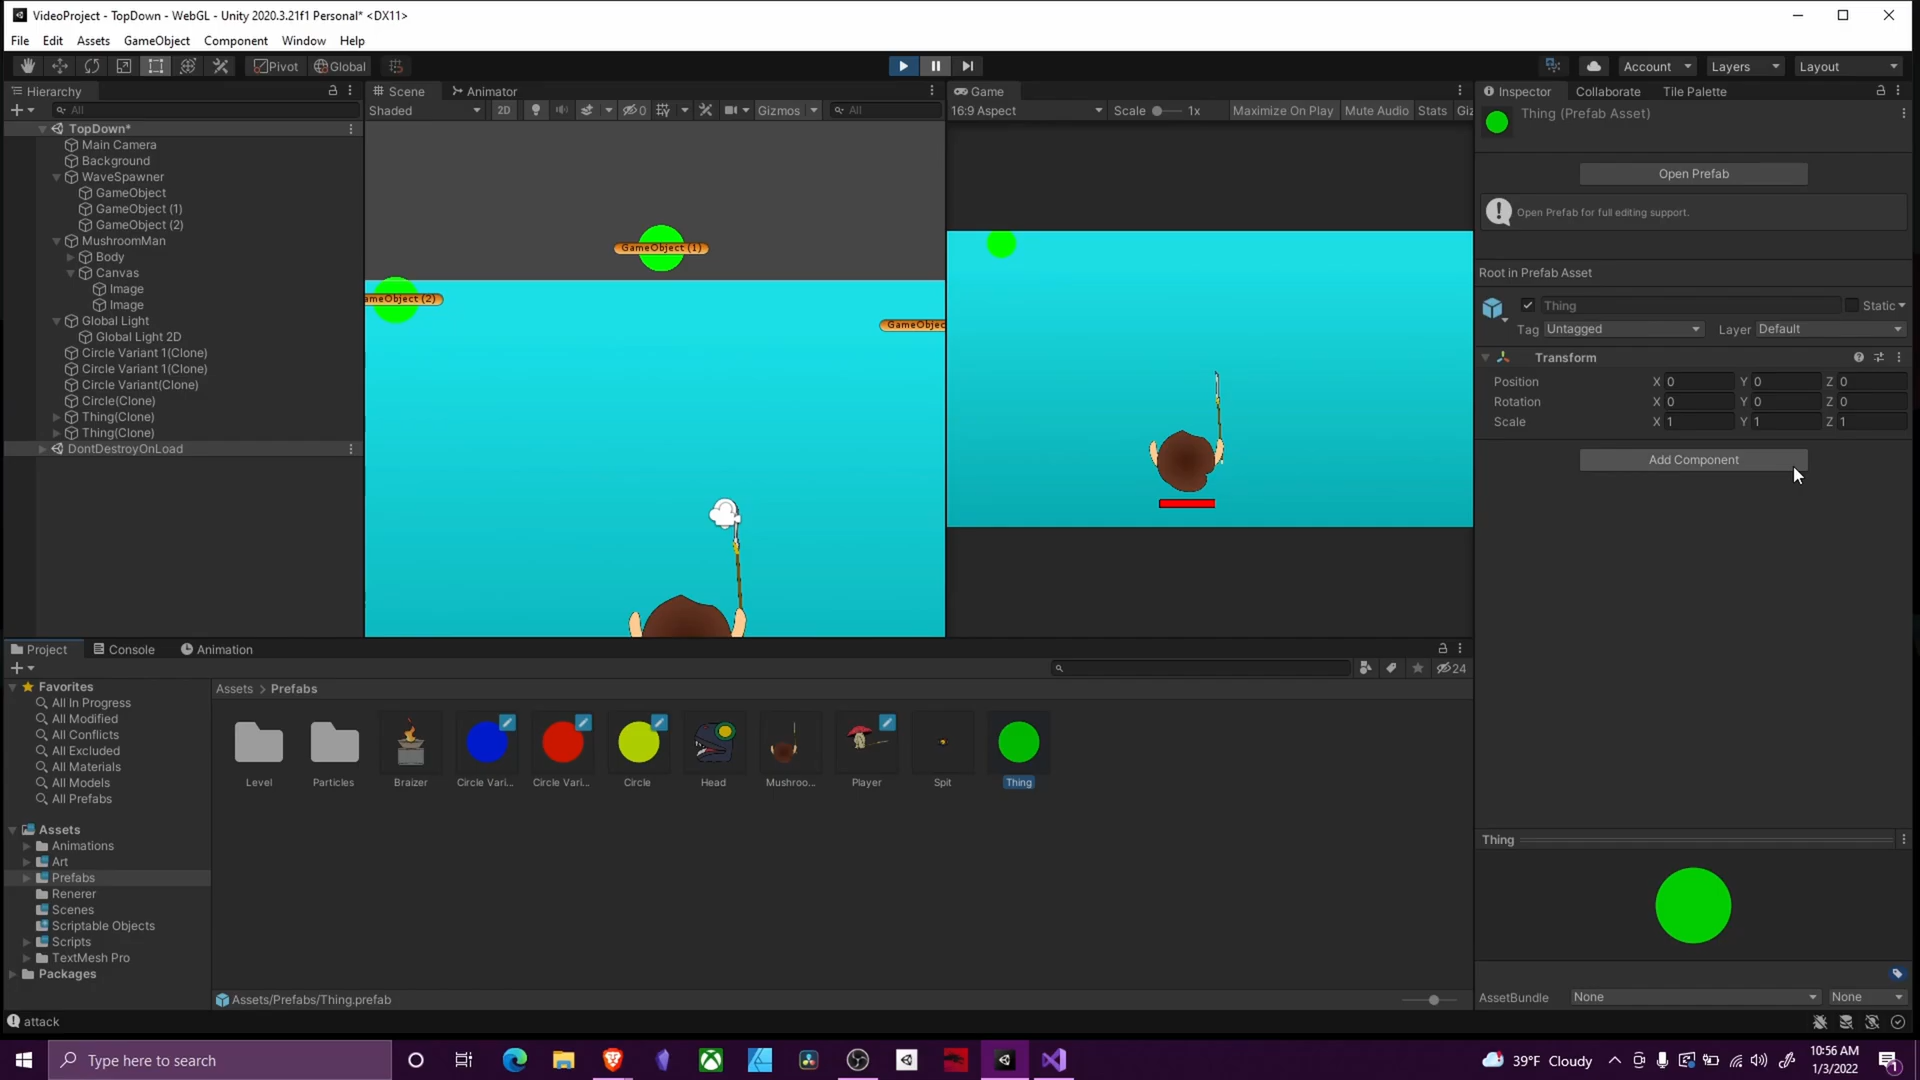 VideoProject - TopDown - WebGL - Unity 2020.3.21f1 Personal* <DX11>
File Edit Assets GameObject Component Window Help
Pivot Global Account Layers Layout
Hierarchy
All
TopDown*
Main Camera
Background
WaveSpawner
GameObject
GameObject (1)
GameObject (2)
MushroomMan
Body
Canvas
Image
Image
Global Light
Global Light 2D
Circle Variant 1(Clone)
Circle Variant 1(Clone)
Circle Variant(Clone)
Circle(Clone)
Thing(Clone)
Thing(Clone)
DontDestroyOnLoad
Scene Animator
Shaded 2D 0 Gizmos All
GameObject (1)
ameObject (2)
GameObjec
Game
16:9 Aspect Scale 1x Maximize On Play Mute Audio Stats Giz
Inspector Collaborate Tile Palette
Thing (Prefab Asset)
Open Prefab
Open Prefab for full editing support.
Root in Prefab Asset
Thing Static
Tag Untagged Layer Default
Transform
Position X 0 Y 0 Z 0
Rotation X 0 Y 0 Z 0
Scale X 1 Y 1 Z 1
Add Component
Project Console Animation
24
Favorites
All In Progress
All Modified
All Conflicts
All Excluded
All Materials
All Models
All Prefabs
Assets
Animations
Art
Prefabs
Renerer
Scenes
Scriptable Objects
Scripts
TextMesh Pro
Packages
Assets > Prefabs
Level Particles Braizer Circle Vari... Circle Vari... Circle Head Mushroo... Player Spit Thing
Assets/Prefabs/Thing.prefab
Thing
AssetBundle None None
attack
Type here to search
39°F Cloudy
10:56 AM
1/3/2022
1